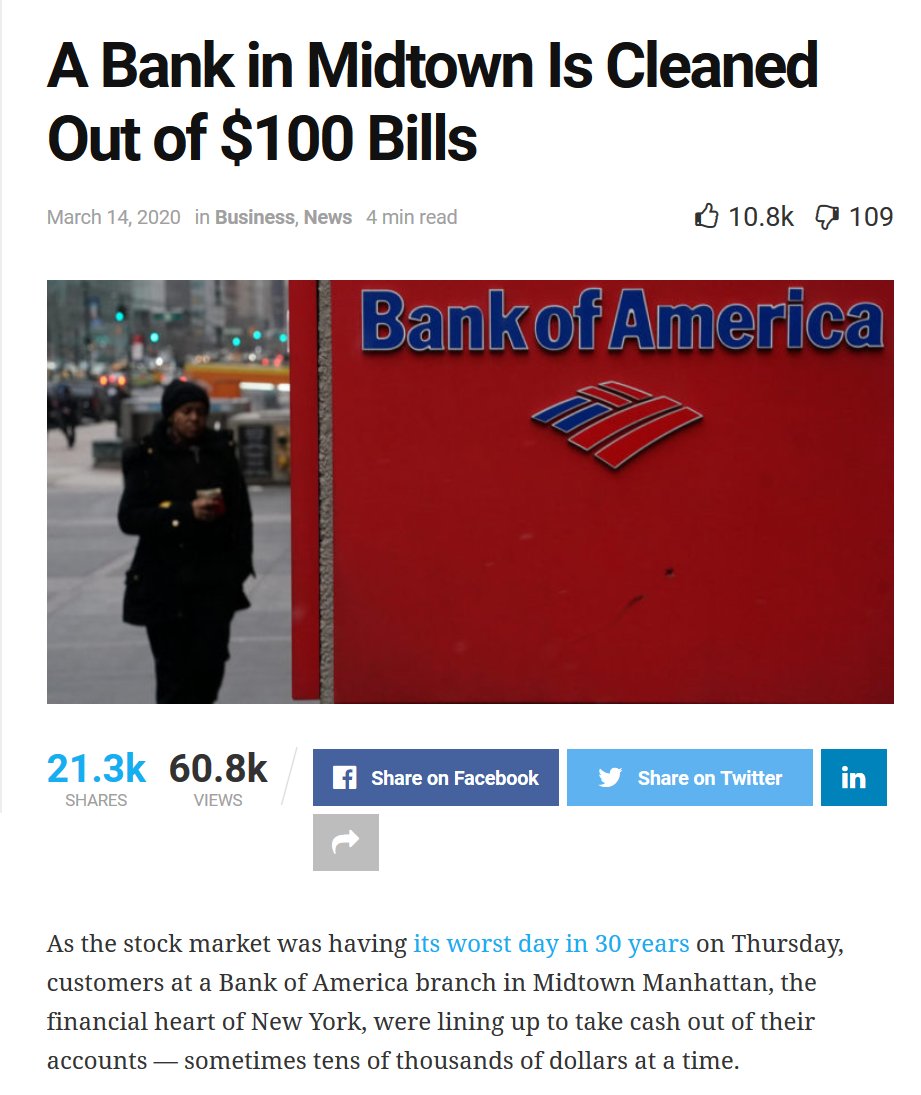 A Bank in Midtown Is Cleaned
Out of $100 Bills
March 14, 2020 in Business, News 4 min read 10.8k 109
Bank of America
21.3k 60.8k
SHARES VIEWS
Share on Facebook Share on Twitter in
As the stock market was having its worst day in 30 years on Thursday,
customers at a Bank of America branch in Midtown Manhattan, the
financial heart of New York, were lining up to take cash out of their
accounts — sometimes tens of thousands of dollars at a time.